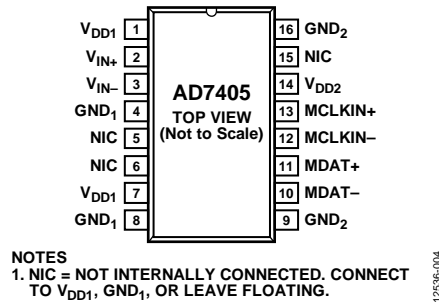 VDD1 1
VIN+ 2
VIN– 3
GND1 4
NIC 5
NIC 6
VDD1 7
GND1 8
AD7405
TOP VIEW
(Not to Scale)
16 GND2
15 NIC
14 VDD2
13 MCLKIN+
12 MCLKIN–
11 MDAT+
10 MDAT–
9 GND2
NOTES
1. NIC = NOT INTERNALLY CONNECTED. CONNECT
TO VDD1, GND1, OR LEAVE FLOATING.
12536-004